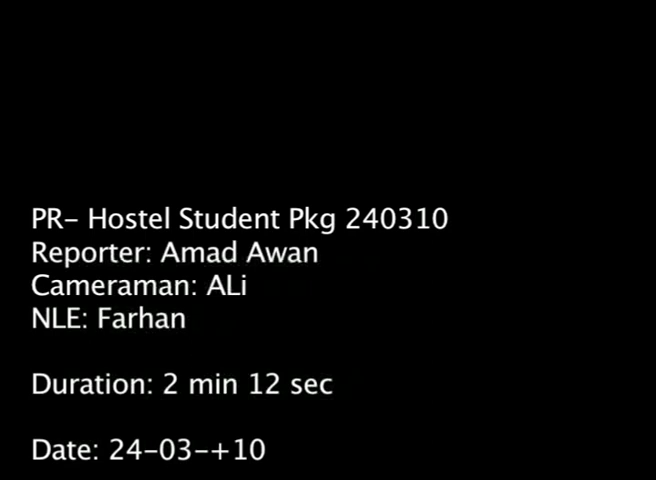 PR- Hostel Student Pkg 240310
Reporter: Amad Awan
Cameraman: ALi
NLE: Farhan
Duration: 2 min 12 sec
Date: 24-03-+10